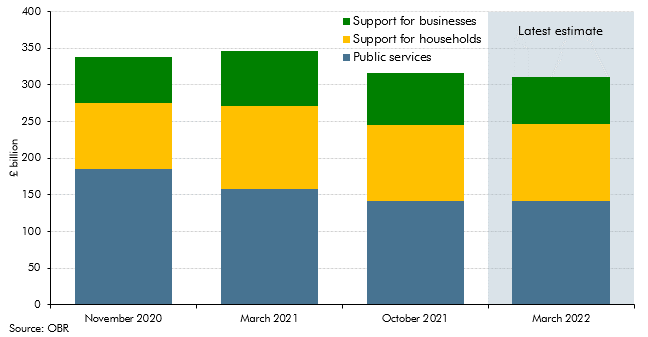 400
350
300
250
200
150
100
50
0
£ billion
Support for businesses
Support for households
Public services
Latest estimate
November 2020
March 2021
October 2021
March 2022
Source: OBR